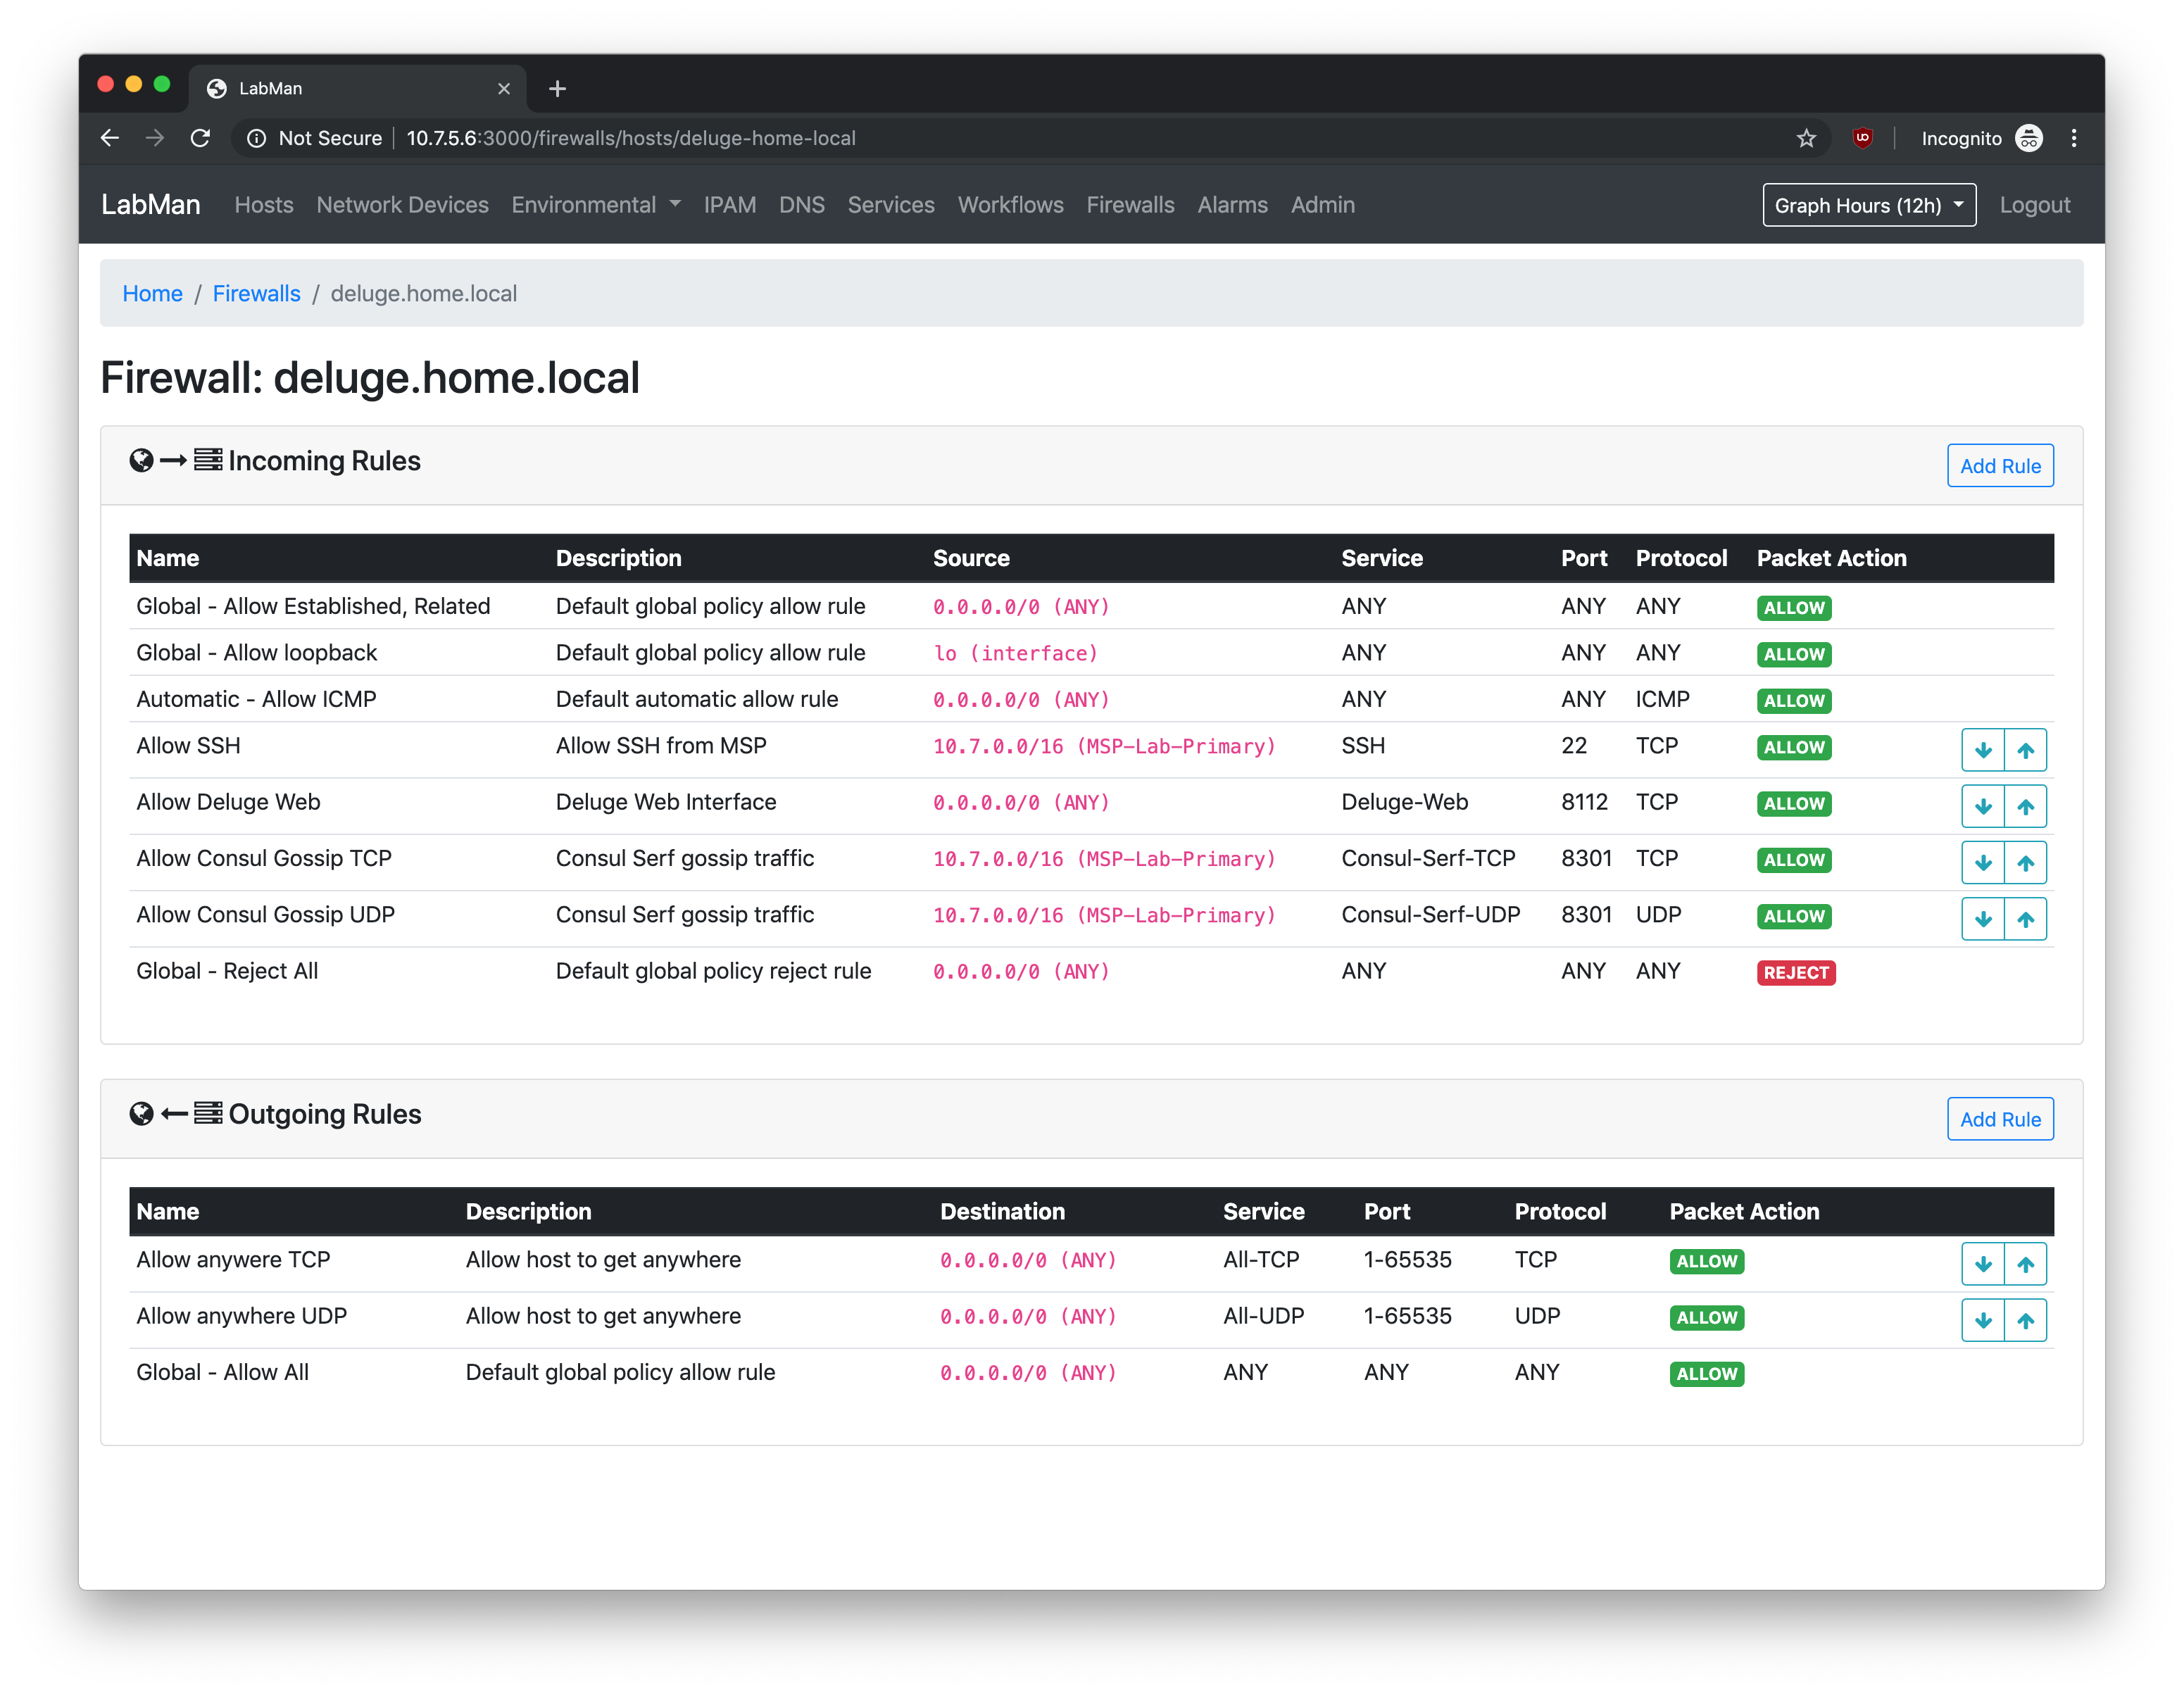 LabMan
Not Secure 10.7.5.6:3000/firewalls/hosts/deluge-home-local Incognito
LabMan Hosts Network Devices Environmental IPAM DNS Services Workflows Firewalls Alarms Admin Graph Hours (12h) Logout
Home / Firewalls / deluge.home.local
Firewall: deluge.home.local
Incoming Rules Add Rule
Name Description Source Service Port Protocol Packet Action
Global - Allow Established, Related Default global policy allow rule 0.0.0.0/0 (ANY) ANY ANY ANY ALLOW
Global - Allow loopback Default global policy allow rule lo (interface) ANY ANY ANY ALLOW
Automatic - Allow ICMP Default automatic allow rule 0.0.0.0/0 (ANY) ANY ANY ICMP ALLOW
Allow SSH Allow SSH from MSP 10.7.0.0/16 (MSP-Lab-Primary) SSH 22 TCP ALLOW
Allow Deluge Web Deluge Web Interface 0.0.0.0/0 (ANY) Deluge-Web 8112 TCP ALLOW
Allow Consul Gossip TCP Consul Serf gossip traffic 10.7.0.0/16 (MSP-Lab-Primary) Consul-Serf-TCP 8301 TCP ALLOW
Allow Consul Gossip UDP Consul Serf gossip traffic 10.7.0.0/16 (MSP-Lab-Primary) Consul-Serf-UDP 8301 UDP ALLOW
Global - Reject All Default global policy reject rule 0.0.0.0/0 (ANY) ANY ANY ANY REJECT
Outgoing Rules Add Rule
Name Description Destination Service Port Protocol Packet Action
Allow anywere TCP Allow host to get anywhere 0.0.0.0/0 (ANY) All-TCP 1-65535 TCP ALLOW
Allow anywhere UDP Allow host to get anywhere 0.0.0.0/0 (ANY) All-UDP 1-65535 UDP ALLOW
Global - Allow All Default global policy allow rule 0.0.0.0/0 (ANY) ANY ANY ANY ALLOW